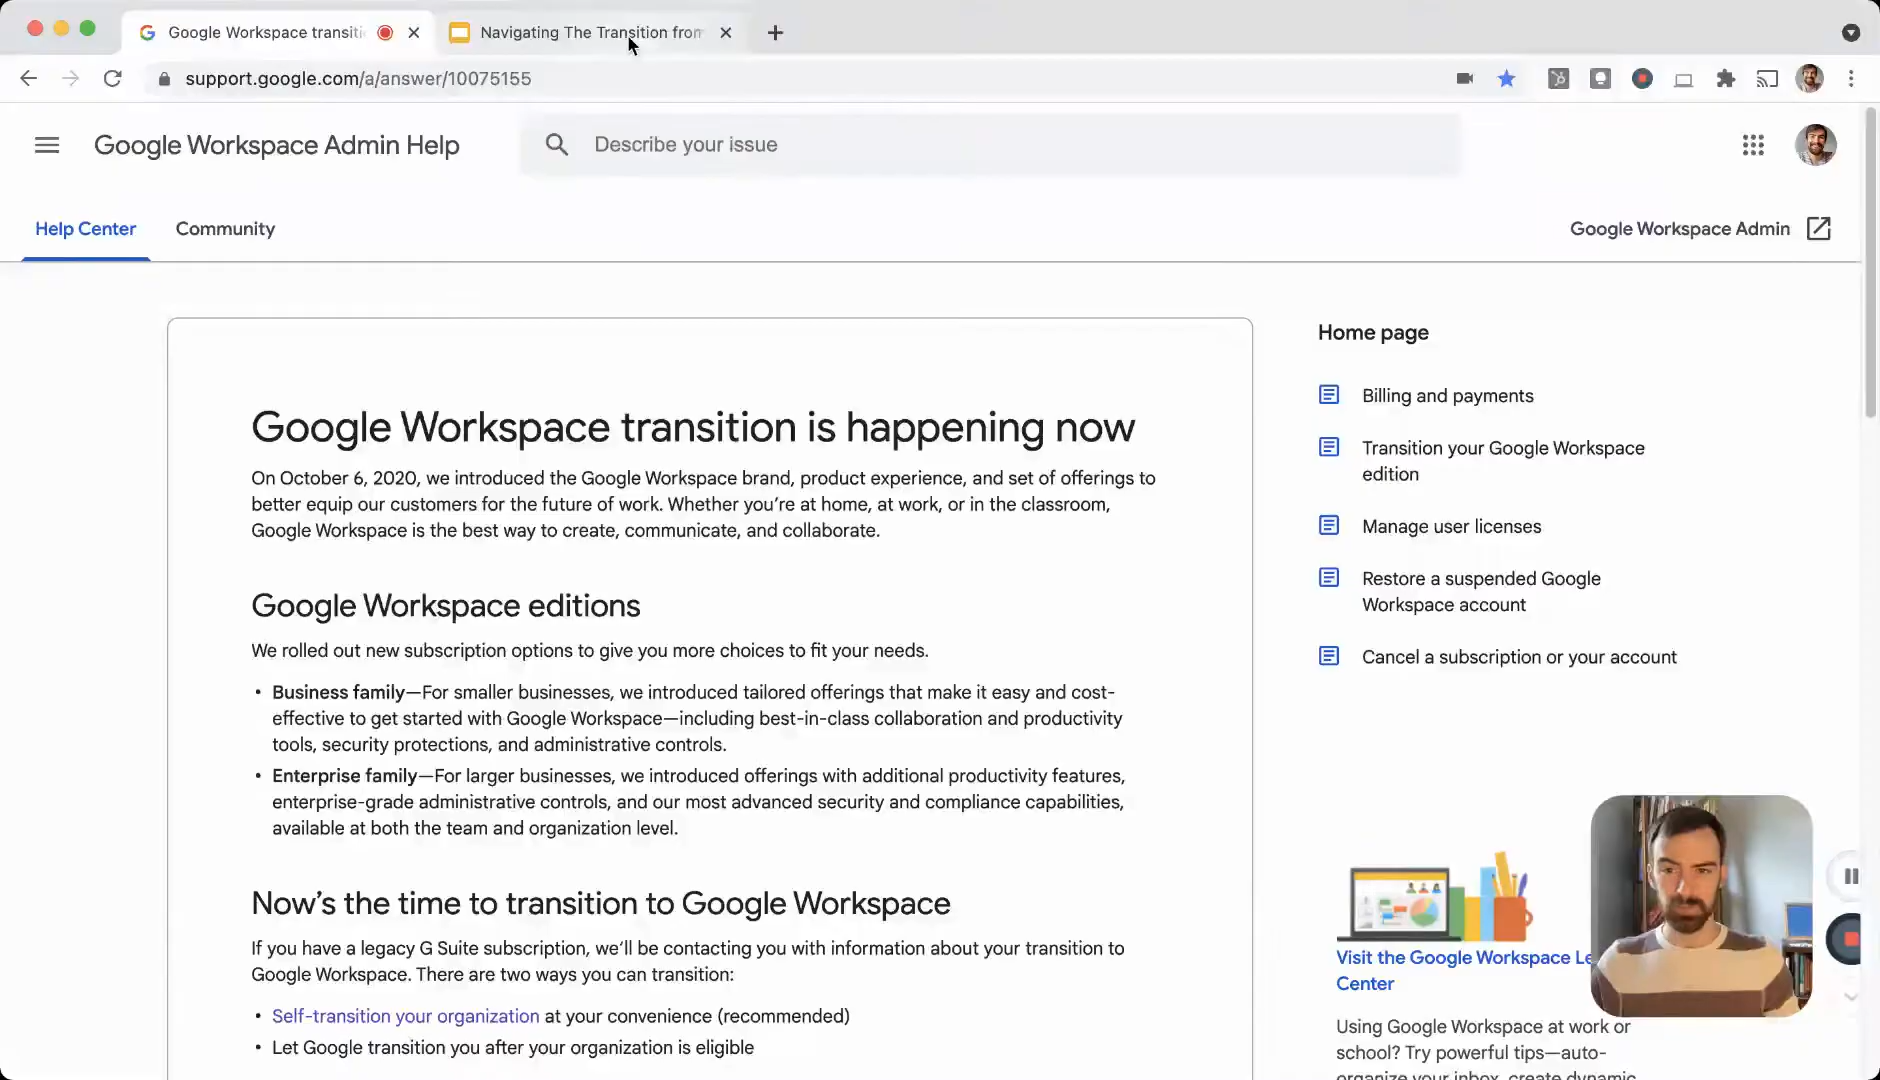 Google Workspace transiti
Navigating The Transition from
support.google.com/a/answer/10075155
Google Workspace Admin Help
Describe your issue
Help Center
Community
Google Workspace Admin
Google Workspace transition is happening now
On October 6, 2020, we introduced the Google Workspace brand, product experience, and set of offerings to
better equip our customers for the future of work. Whether you're at home, at work, or in the classroom,
Google Workspace is the best way to create, communicate, and collaborate.
Google Workspace editions
We rolled out new subscription options to give you more choices to fit your needs.
• Business family—For smaller businesses, we introduced tailored offerings that make it easy and cost-
effective to get started with Google Workspace—including best-in-class collaboration and productivity
tools, security protections, and administrative controls.
• Enterprise family—For larger businesses, we introduced offerings with additional productivity features,
enterprise-grade administrative controls, and our most advanced security and compliance capabilities,
available at both the team and organization level.
Now's the time to transition to Google Workspace
If you have a legacy G Suite subscription, we'll be contacting you with information about your transition to
Google Workspace. There are two ways you can transition:
• Self-transition your organization at your convenience (recommended)
• Let Google transition you after your organization is eligible
Home page
Billing and payments
Transition your Google Workspace
edition
Manage user licenses
Restore a suspended Google
Workspace account
Cancel a subscription or your account
Visit the Google Workspace Le
Center
Using Google Workspace at work or
school? Try powerful tips—auto-
organize your inbox, create dynamic